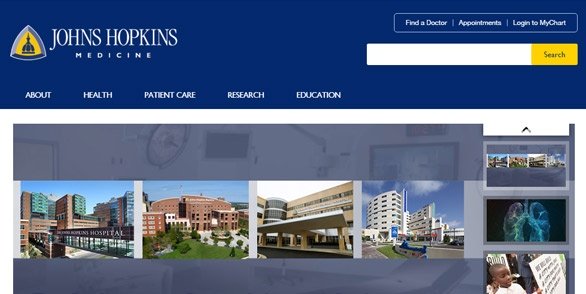 Find a Doctor | Appointments | Login to MyChart
JOHNS HOPKINS
MEDICINE
Search
ABOUT HEALTH PATIENT CARE RESEARCH EDUCATION
JOHNS HOPKINS HOSPITAL